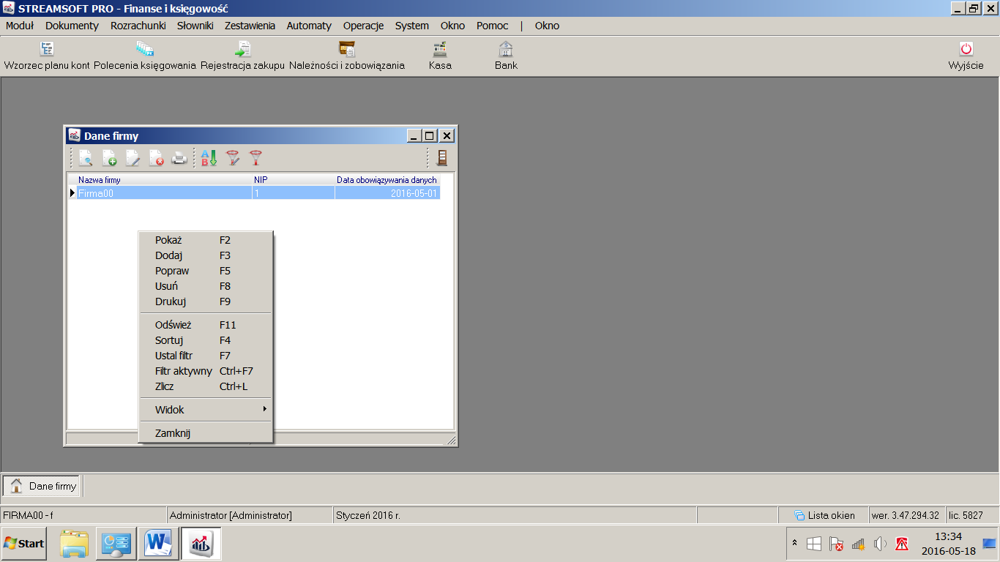 STREAMSOFT PRO - Finanse i księgowość
Moduł Dokumenty Rozrachunki Słowniki Zestawienia Automaty Operacje System Okno Pomoc | Okno
Wzorzec planu kont Polecenia księgowania Rejestracja zakupu Należności i zobowiązania Kasa Bank Wyjście
Dane firmy
Nazwa firmy NIP Data obowiązywania danych
Firma00 1 2016-05-01
Pokaż F2
Dodaj F3
Popraw F5
Usuń F8
Drukuj F9
Odśwież F11
Sortuj F4
Ustal filtr F7
Filtr aktywny Ctrl+F7
Zlicz Ctrl+L
Widok
Zamknij
Dane firmy
FIRMA00 - f Administrator [Administrator] Styczeń 2016 r. Lista okien wer. 3.47.294.32 lic. 5827
Start 13:34
2016-05-18